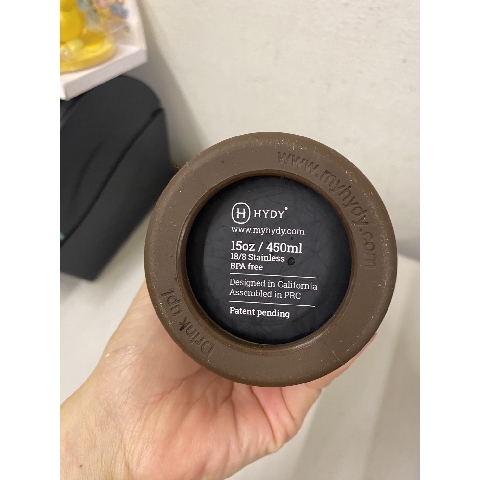 HYDY®
www.myhydy.com
15oz / 450ml
18/8 Stainless
BPA free
Designed in California
Assembled in PRC
Patent pending
www.myhydy.com
Drink up!